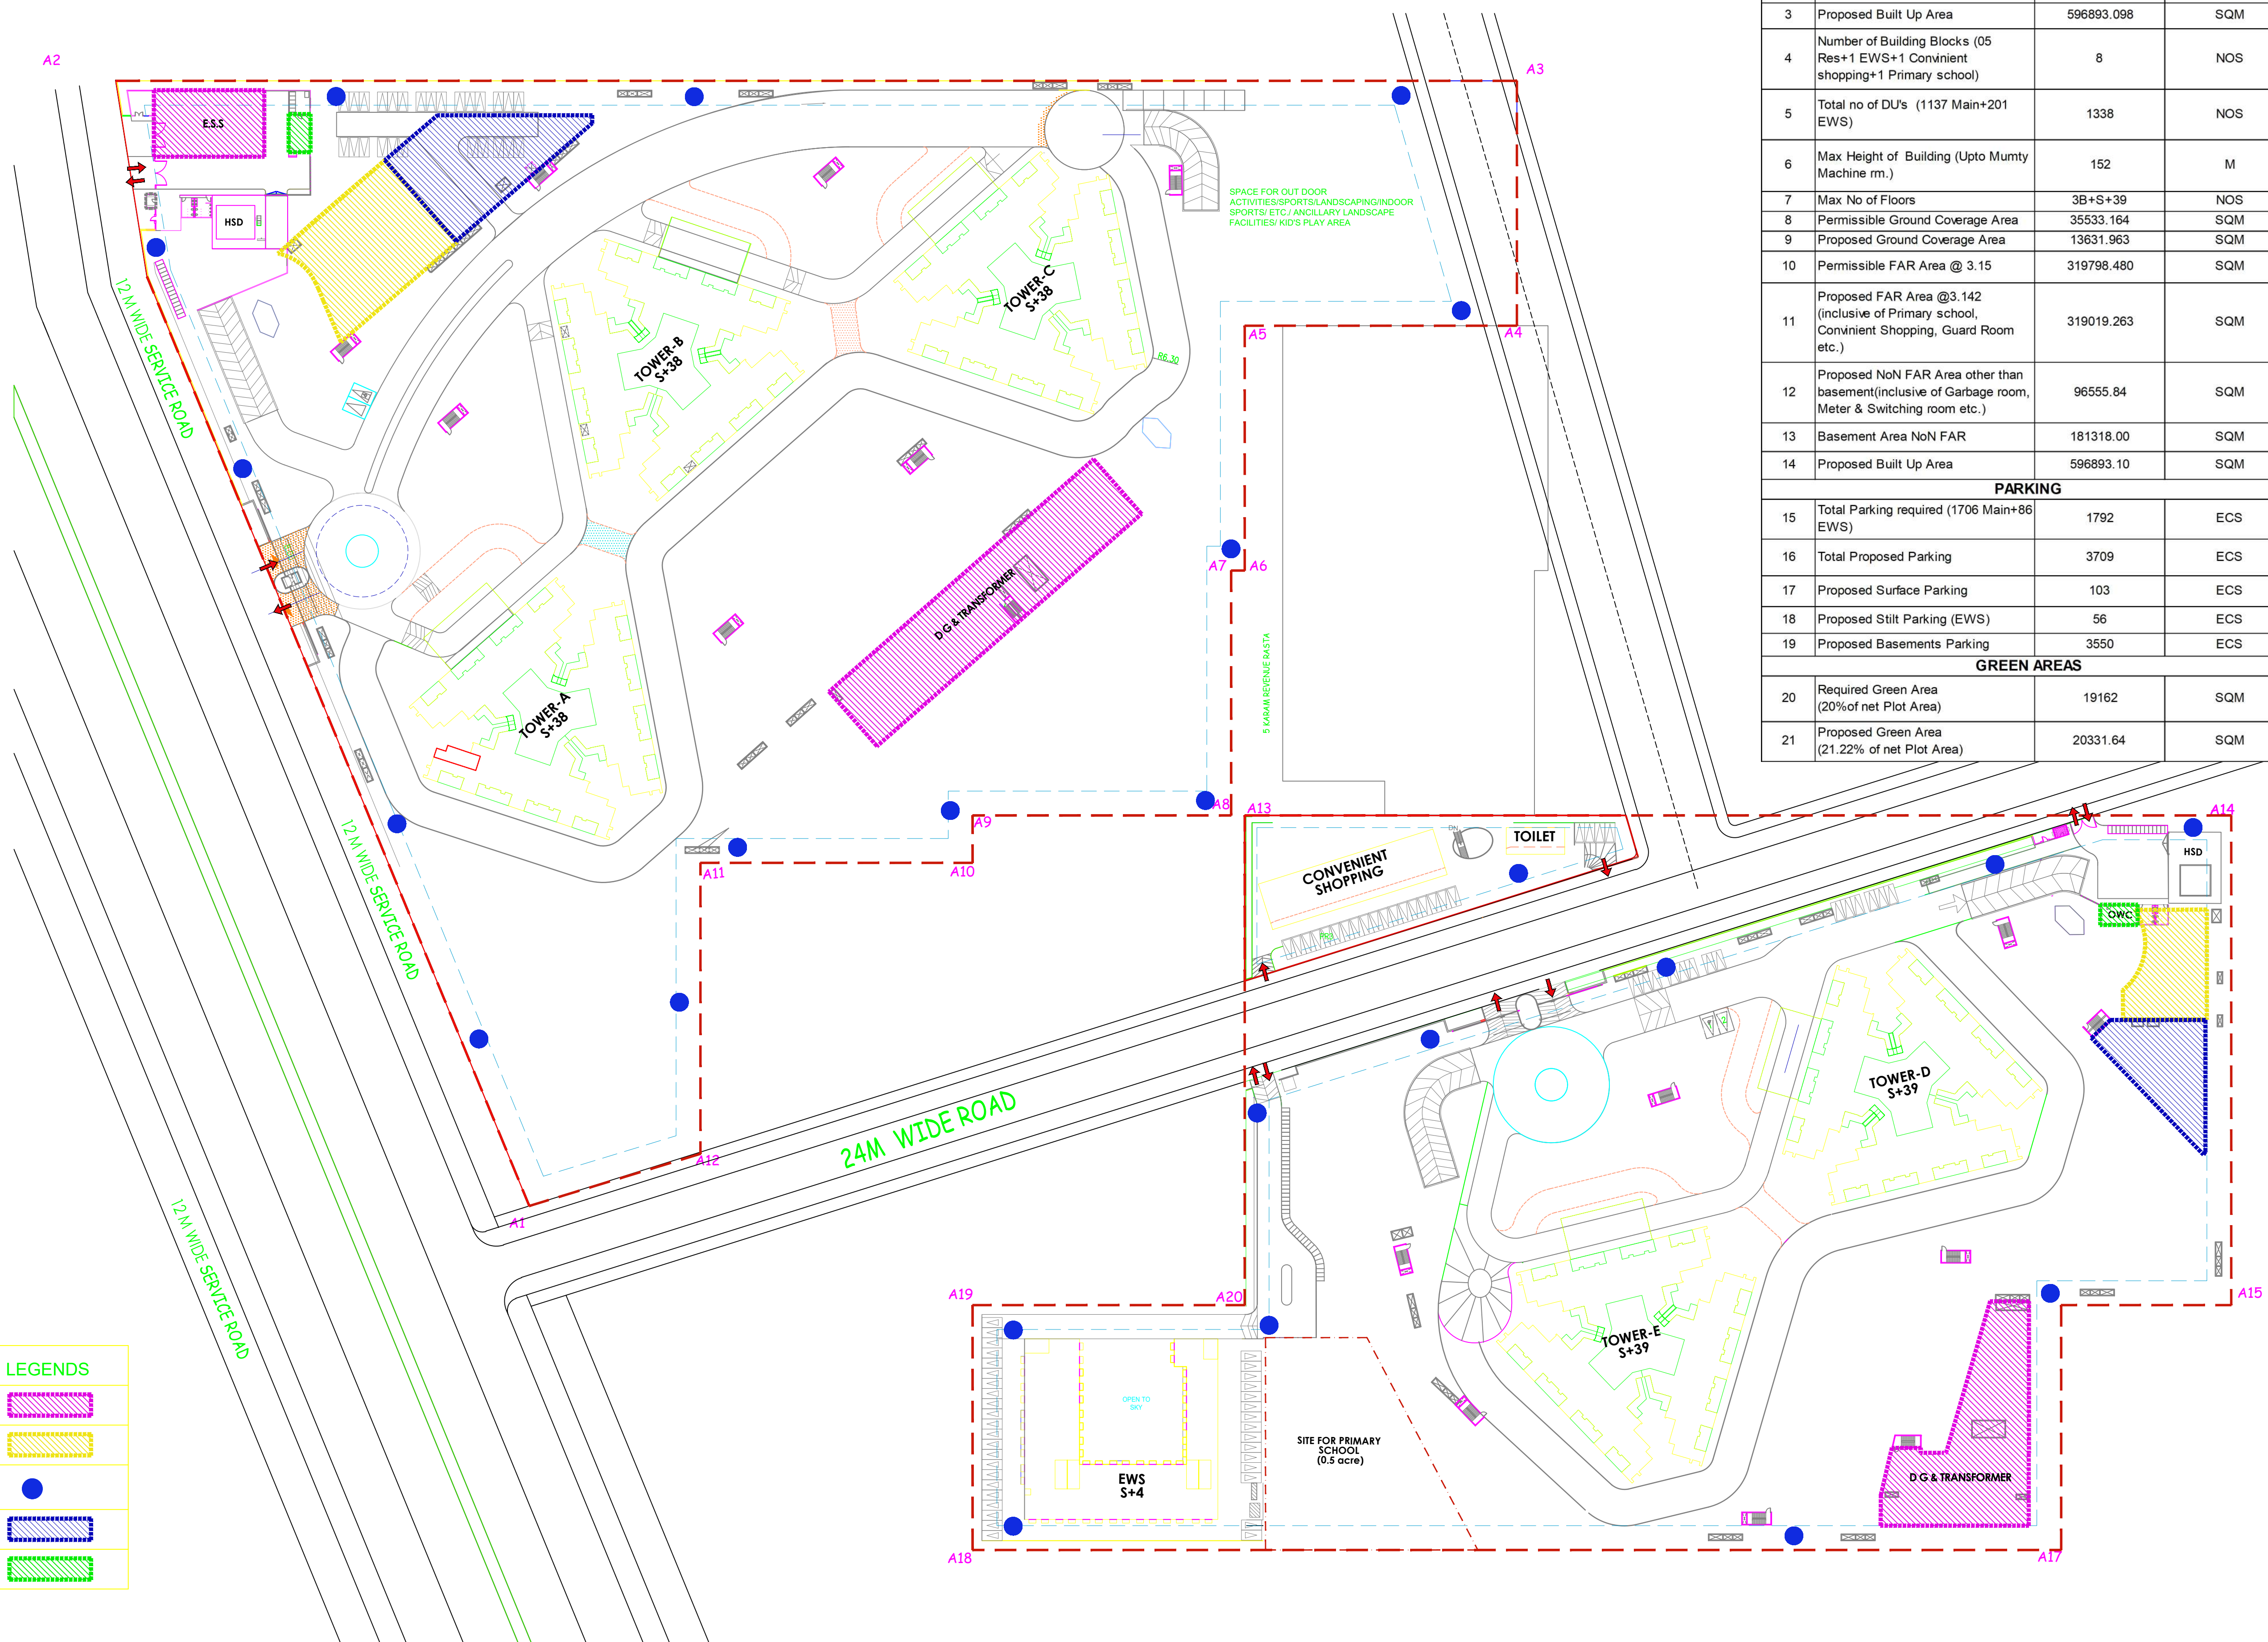 3 Proposed Built Up Area 596893.098 SQM
4 Number of Building Blocks (05
Res+1 EWS+1 Convinient
shopping+1 Primary school) 8 NOS
5 Total no of DU's (1137 Main+201
EWS) 1338 NOS
6 Max Height of Building (Upto Mumty
Machine rm.) 152 M
7 Max No of Floors 3B+S+39 NOS
8 Permissible Ground Coverage Area 35533.164 SQM
9 Proposed Ground Coverage Area 13631.963 SQM
10 Permissible FAR Area @ 3.15 319798.480 SQM
11 Proposed FAR Area @3.142
(inclusive of Primary school,
Convinient Shopping, Guard Room
etc.) 319019.263 SQM
12 Proposed NoN FAR Area other than
basement(inclusive of Garbage room,
Meter & Switching room etc.) 96555.84 SQM
13 Basement Area NoN FAR 181318.00 SQM
14 Proposed Built Up Area 596893.10 SQM
PARKING
15 Total Parking required (1706 Main+86
EWS) 1792 ECS
16 Total Proposed Parking 3709 ECS
17 Proposed Surface Parking 103 ECS
18 Proposed Stilt Parking (EWS) 56 ECS
19 Proposed Basements Parking 3550 ECS
GREEN AREAS
20 Required Green Area
(20%of net Plot Area) 19162 SQM
21 Proposed Green Area
(21.22% of net Plot Area) 20331.64 SQM
A2
A3
E.S.S
HSD
SPACE FOR OUT DOOR
ACTIVITIES/SPORTS/LANDSCAPING/INDOOR
SPORTS/ ETC./ ANCILLARY LANDSCAPE
FACILITIES/ KID'S PLAY AREA
12 M WIDE SERVICE ROAD
TOWER-C
S+38
TOWER-B
S+38
A5
A4
R6.30
A7
A6
D G & TRANSFORMER
5 KARAM REVENUE RASTA
TOWER-A
S+38
A8
A13
A14
A9
A10
A11
12 M WIDE SERVICE ROAD
DN
TOILET
CONVENIENT
SHOPPING
HSD
OWC
TOWER-D
S+39
24M WIDE ROAD
A12
A1
12 M WIDE SERVICE ROAD
A19
A20
A15
TOWER-E
S+39
OPEN TO
SKY
SITE FOR PRIMARY
SCHOOL
(0.5 acre)
EWS
S+4
D G & TRANSFORMER
A18
A17
LEGENDS